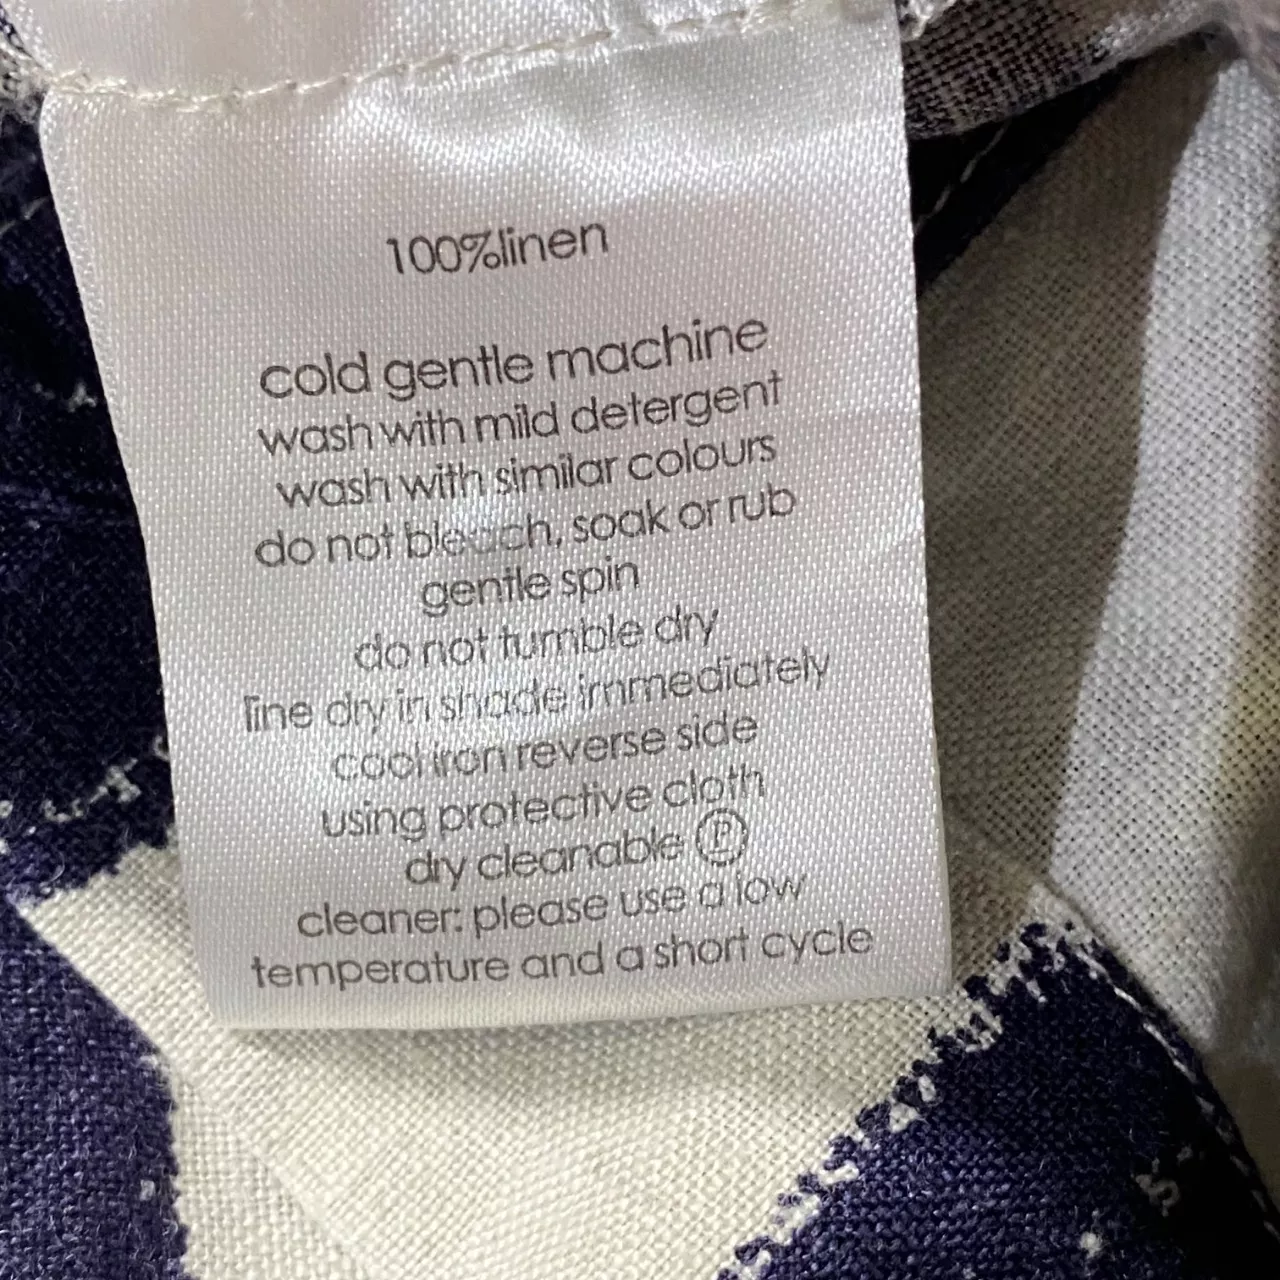 100%linen
cold gentle machine
wash with mild detergent
wash with similar colours
do not bleach, soak or rub
gentle spin
do not tumble dry
line dry in shade immediately
cool iron reverse side
using protective cloth
dry cleanable Ⓟ
cleaner: please use a low
temperature and a short cycle